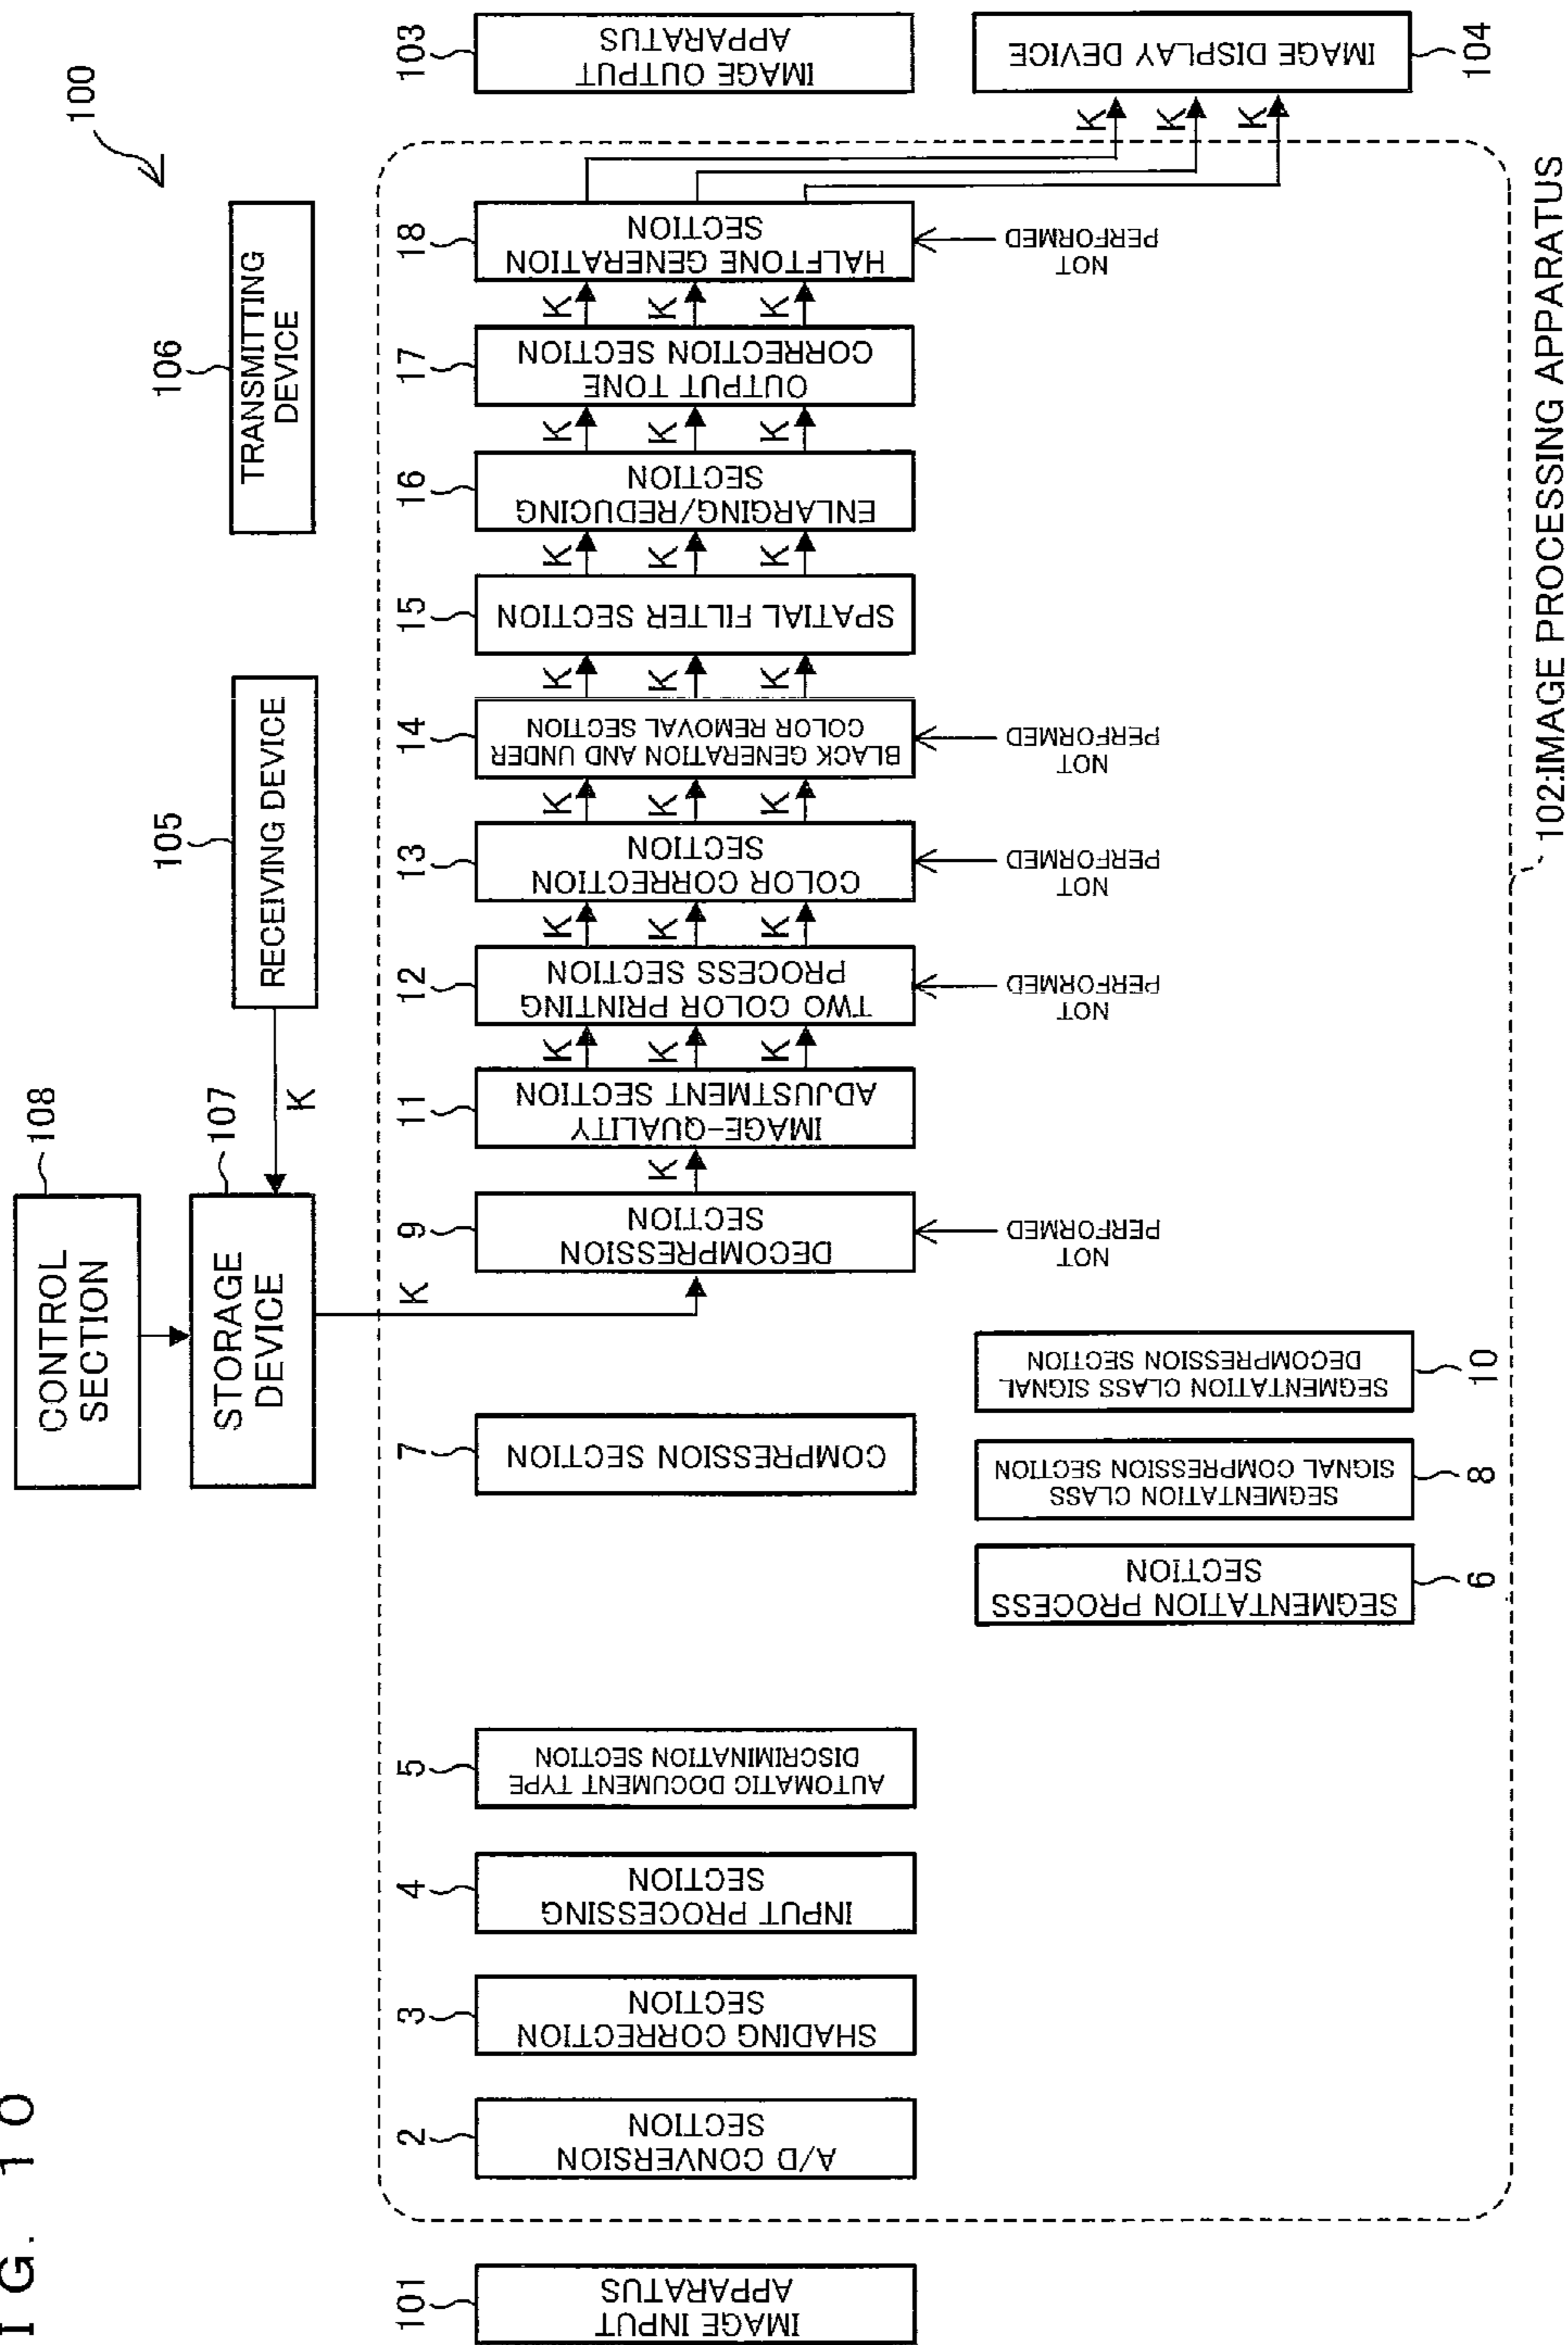 I G. 1 0
100
CONTROL
SECTION
108
STORAGE
DEVICE
107
RECEIVING DEVICE
105
K
TRANSMITTING
DEVICE
106
K
101
IMAGE INPUT
APPARATUS
2
A/D CONVERSION
SECTION
3
SHADING CORRECTION
SECTION
4
INPUT PROCESSING
SECTION
5
AUTOMATIC DOCUMENT TYPE
DISCRIMINATION SECTION
7
COMPRESSION SECTION
9
DECOMPRESSION
SECTION
K
11
IMAGE-QUALITY
ADJUSTMENT SECTION
K
K
K
12
TWO COLOR PRINTING
PROCESS SECTION
K
K
K
13
COLOR CORRECTION
SECTION
K
K
K
14
BLACK GENERATION AND UNDER
COLOR REMOVAL SECTION
K
K
K
15
SPATIAL FILTER SECTION
K
K
K
16
ENLARGING/REDUCING
SECTION
K
K
K
17
OUTPUT TONE
CORRECTION SECTION
K
K
K
18
HALFTONE GENERATION
SECTION
K
K
K
103
IMAGE OUTPUT
APPARATUS
IMAGE DISPLAY DEVICE
104
NOT
PERFORMED
NOT
PERFORMED
NOT
PERFORMED
NOT
PERFORMED
NOT
PERFORMED
SEGMENTATION PROCESS
SECTION
6
SEGMENTATION CLASS
SIGNAL COMPRESSION SECTION
8
SEGMENTATION CLASS SIGNAL
DECOMPRESSION SECTION
10
102:IMAGE PROCESSING APPARATUS